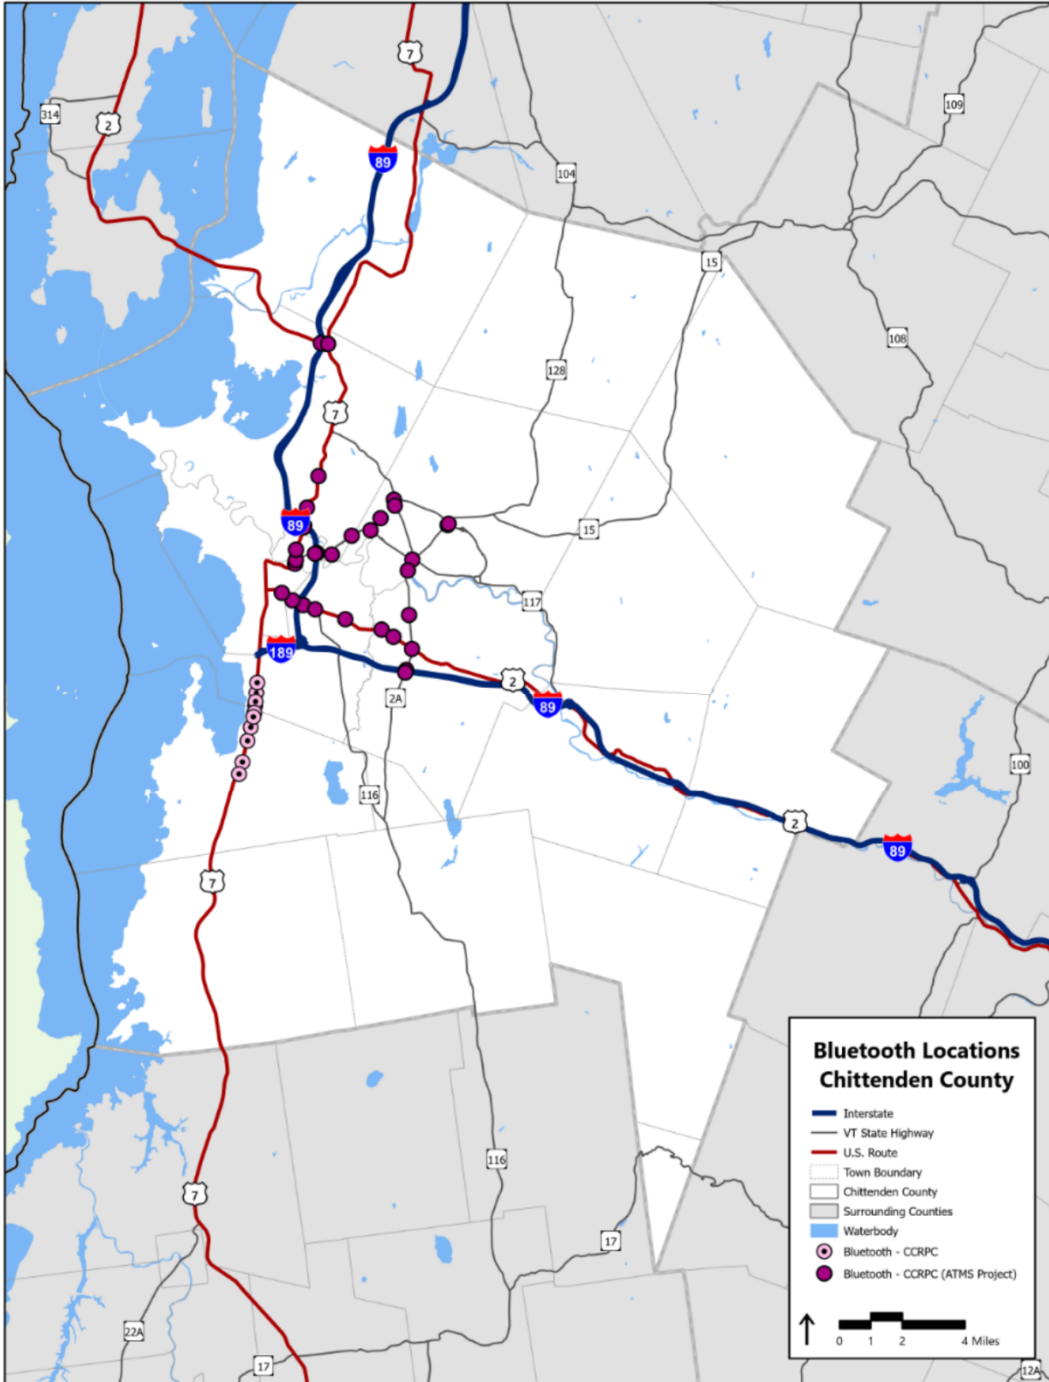 7
314
2
109
89
104
15
108
128
7
89
15
117
189
2
2A
89
100
116
2
89
7
Bluetooth Locations
Chittenden County
Interstate
VT State Highway
U.S. Route
Town Boundary
Chittenden County
Surrounding Counties
Waterbody
Bluetooth - CCRPC
Bluetooth - CCRPC (ATMS Project)
0 1 2 4 Miles
116
7
17
22A
17
12A